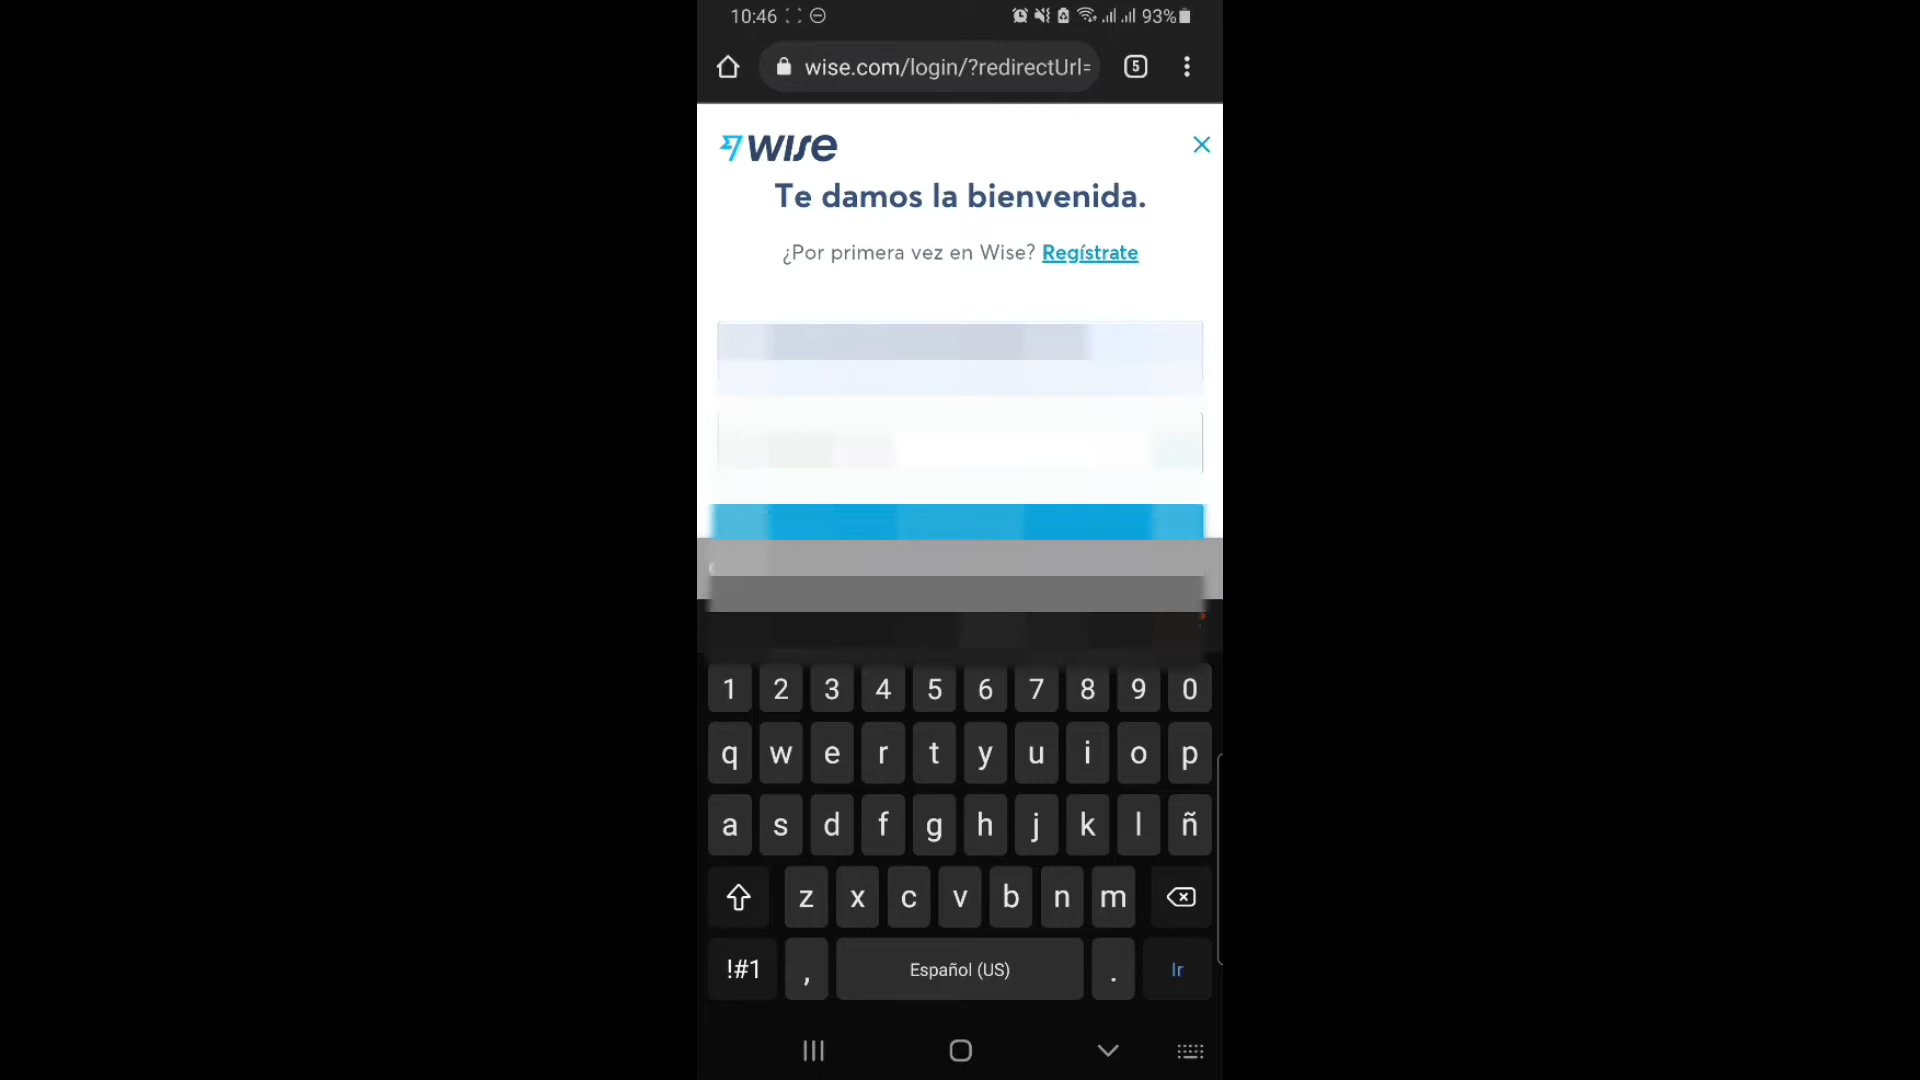 10:46 93%
wise.com/login/?redirectUrl= 5
wise
Te damos la bienvenida.
¿Por primera vez en Wise? Regístrate
1 2 3 4 5 6 7 8 9 0
q w e r t y u i o p
a s d f g h j k l ñ
z x c v b n m
!#1 , Español (US) . Ir